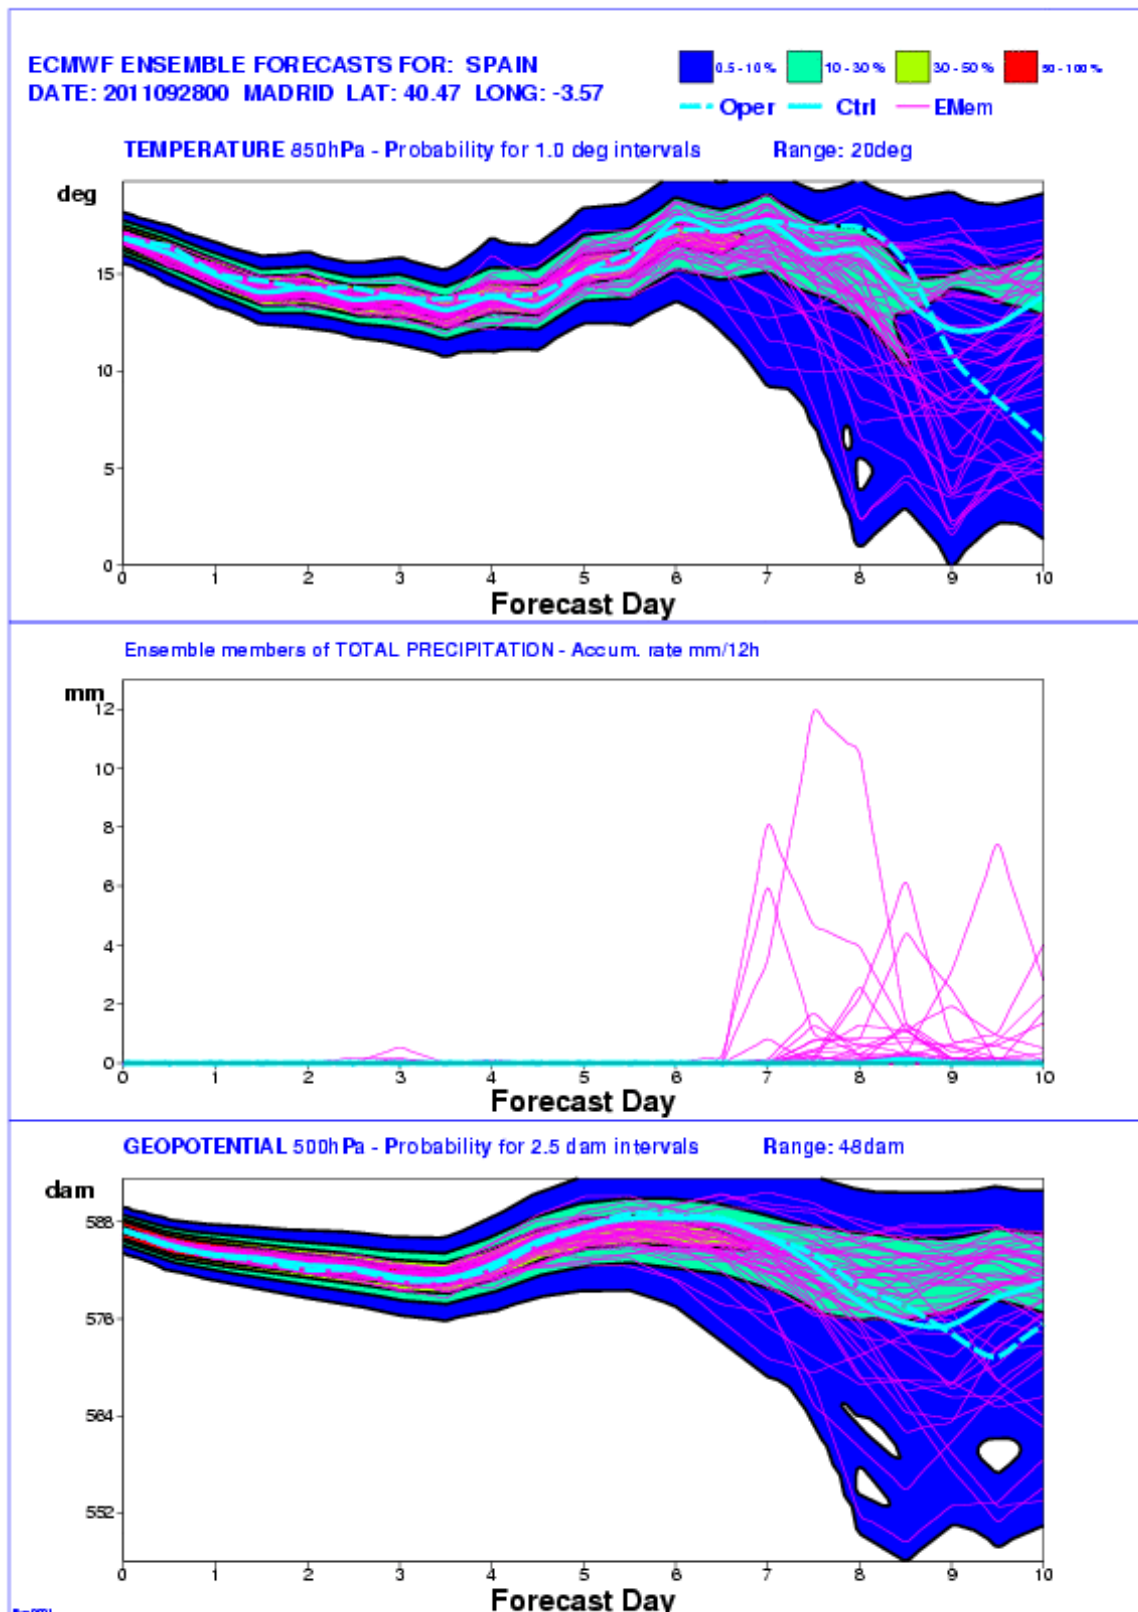 ECMWF ENSEMBLE FORECASTS FOR: SPAIN
DATE: 2011092800 MADRID LAT: 40.47 LONG: -3.57
0.5 - 10 % 10 - 30 % 30 - 50 % 50 - 100 %
Oper Ctrl EMem
TEMPERATURE 850hPa - Probability for 1.0 deg intervals Range: 20deg
deg
15
10
5
0
0 1 2 3 4 5 6 7 8 9 10
Forecast Day
Ensemble members of TOTAL PRECIPITATION - Accum. rate mm/12h
mm
12
10
8
6
4
2
0
0 1 2 3 4 5 6 7 8 9 10
Forecast Day
GEOPOTENTIAL 500hPa - Probability for 2.5 dam intervals Range: 48dam
dam
588
576
564
552
0 1 2 3 4 5 6 7 8 9 10
Forecast Day